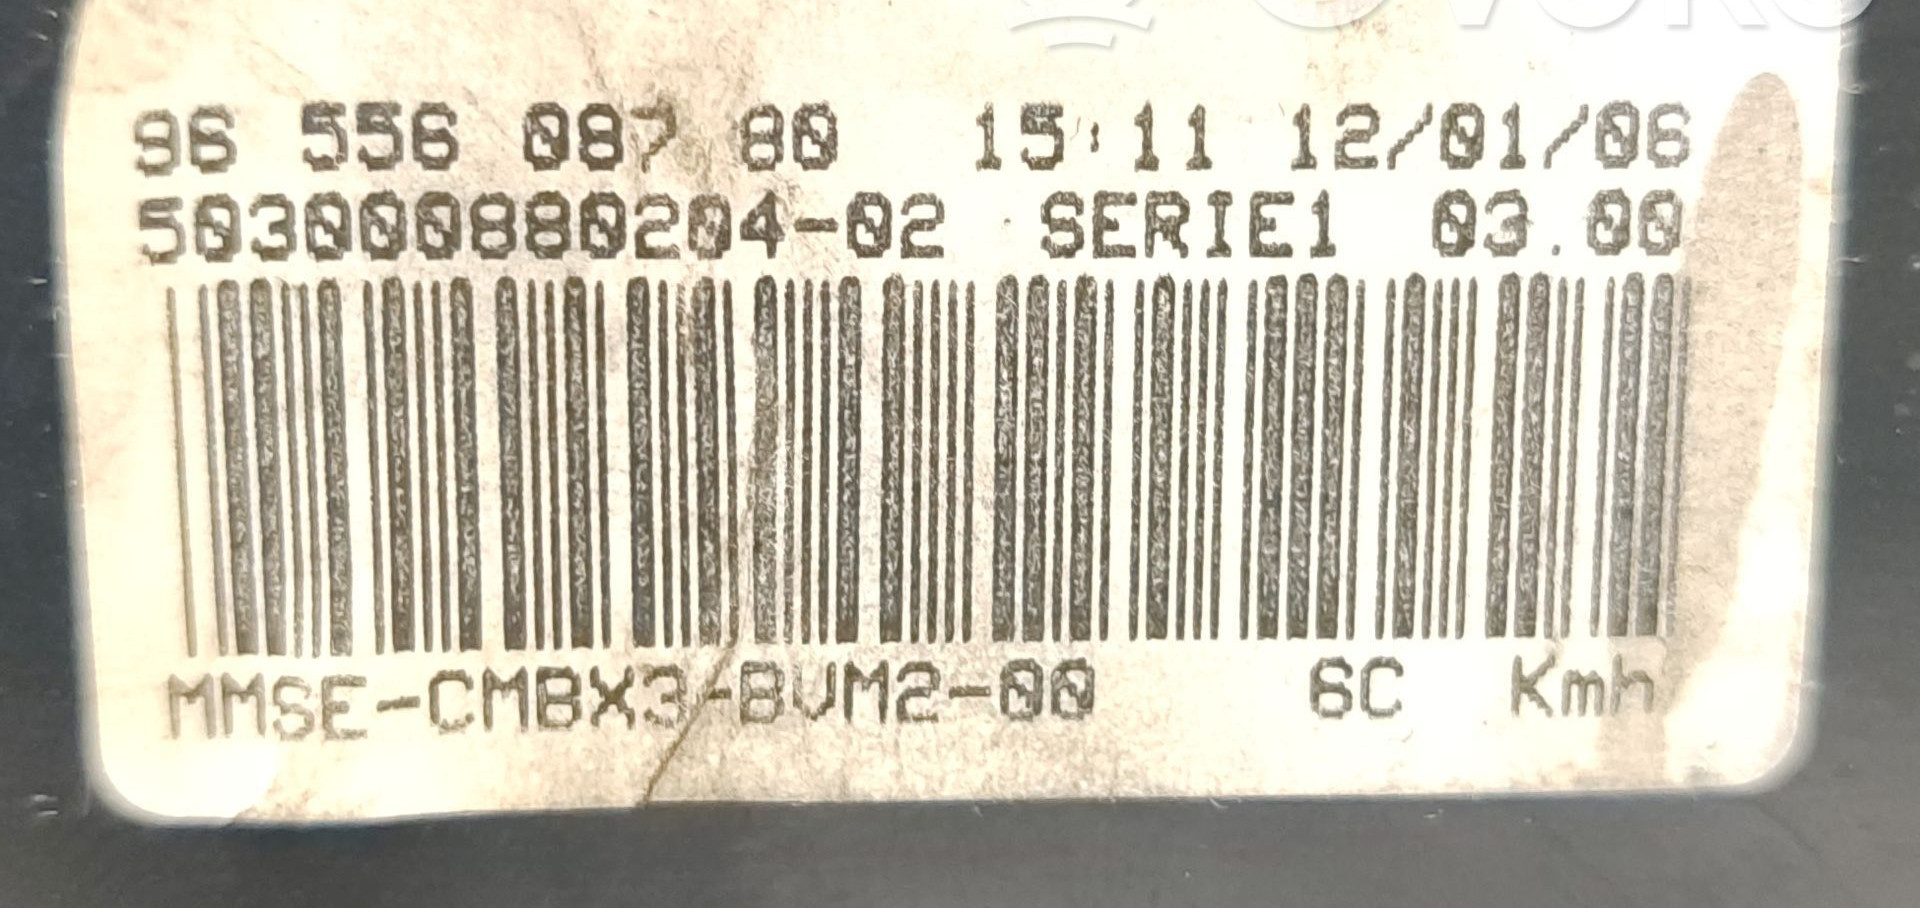 96 556 087 80 15:11 12/01/06
503000880204-02 SERIE1 03.00
MMSE-CMBX3-BVM2-00 6C Kmh